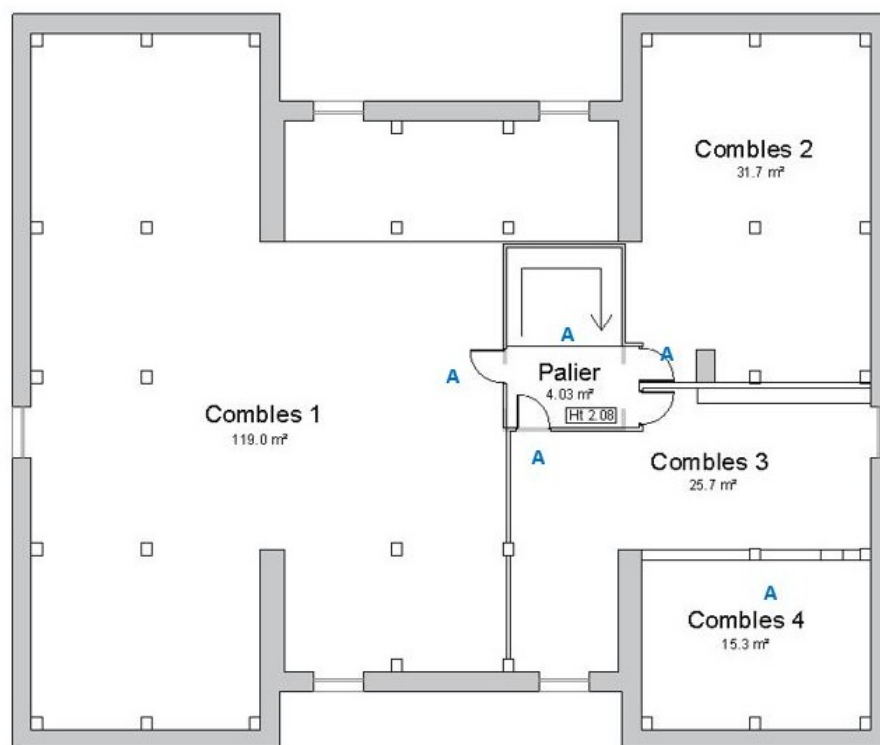 Combles 2
31.7 m²
A
A
A
Palier
4.03 m²
Ht 2.08
Combles 1
119.0 m²
A
Combles 3
25.7 m²
A
Combles 4
15.3 m²